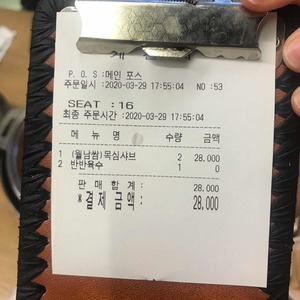 P. O. S :메인 포스
주문일시 :2020-03-29 17:55:04 NO :53
SEAT :16
최종 주문시간 :2020-03-29 17:55:04
메 뉴 명 수량 금액
1 (월남쌈)목심샤브 2 28,000
2 반반육수 1 0
판 매 합 계 : 28,000
*결 제 금 액 : 28,000